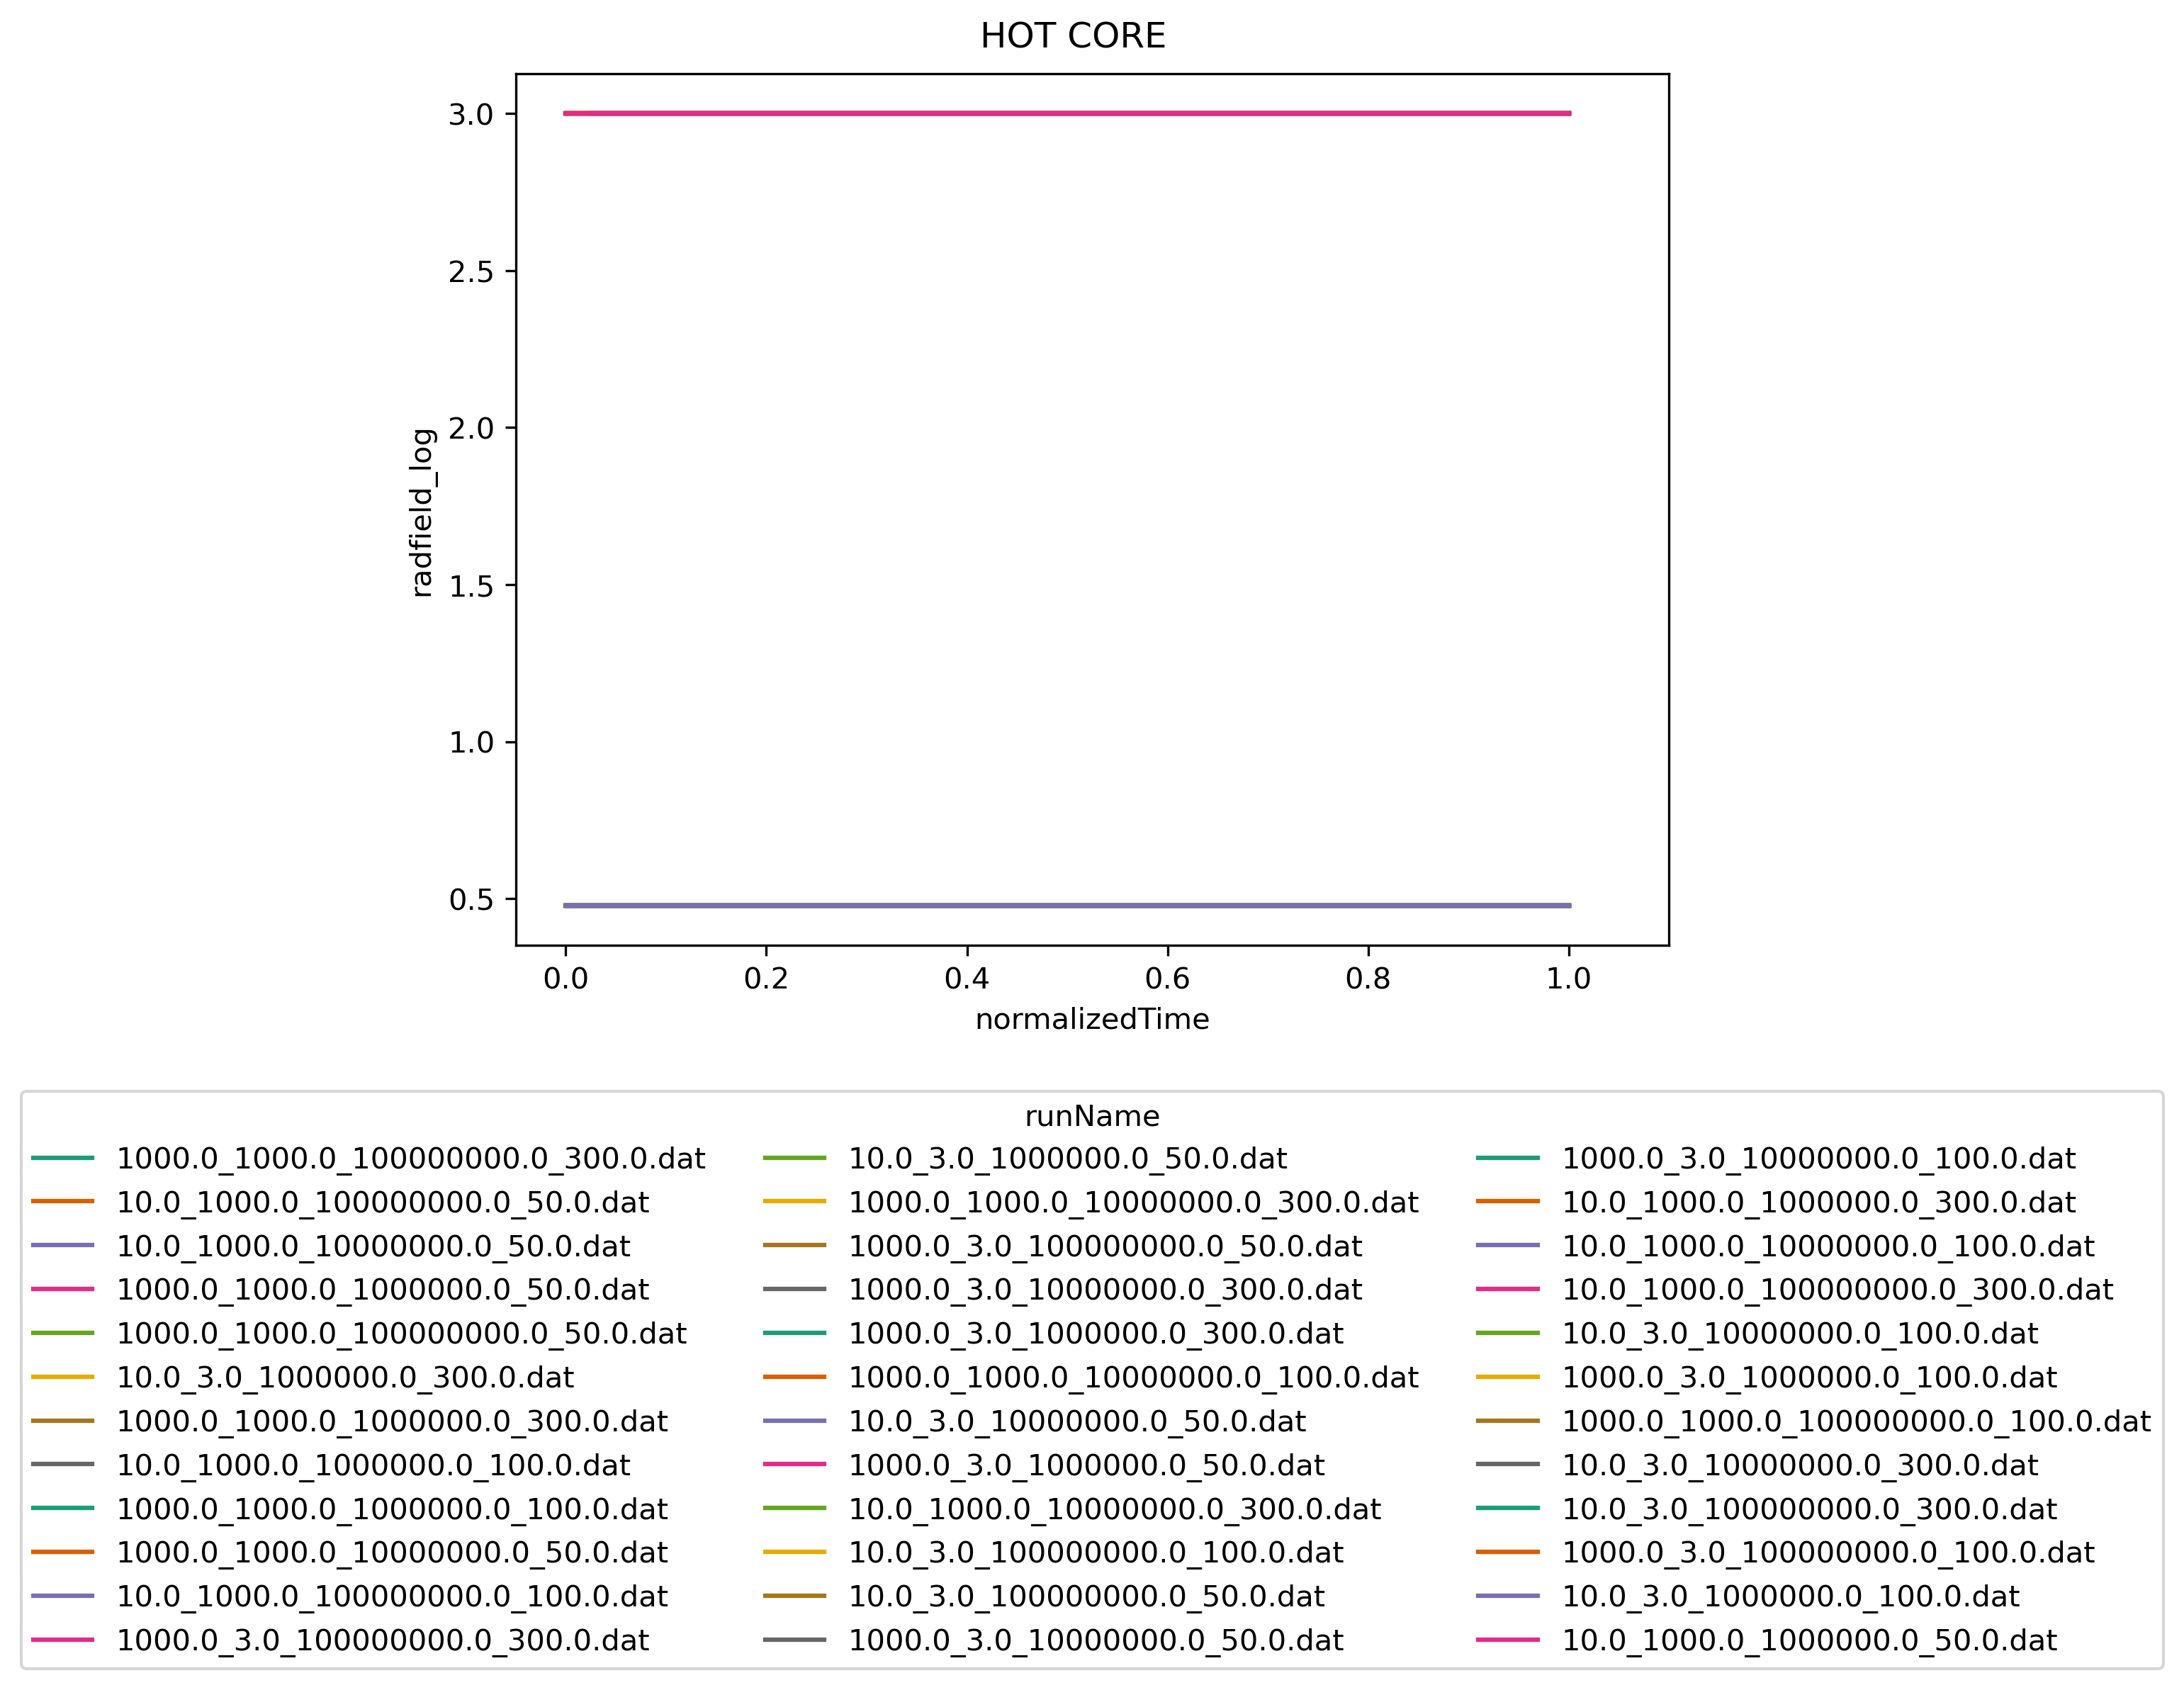 HOT CORE
3.0
2.5
2.0
1.5
1.0
0.5
radfield_log
0.0 0.2 0.4 0.6 0.8 1.0
normalizedTime
runName
1000.0_1000.0_100000000.0_300.0.dat
10.0_1000.0_100000000.0_50.0.dat
10.0_1000.0_10000000.0_50.0.dat
1000.0_1000.0_1000000.0_50.0.dat
1000.0_1000.0_100000000.0_50.0.dat
10.0_3.0_1000000.0_300.0.dat
1000.0_1000.0_1000000.0_300.0.dat
10.0_1000.0_1000000.0_100.0.dat
1000.0_1000.0_1000000.0_100.0.dat
1000.0_1000.0_10000000.0_50.0.dat
10.0_1000.0_100000000.0_100.0.dat
1000.0_3.0_100000000.0_300.0.dat
10.0_3.0_1000000.0_50.0.dat
1000.0_1000.0_10000000.0_300.0.dat
1000.0_3.0_100000000.0_50.0.dat
1000.0_3.0_10000000.0_300.0.dat
1000.0_3.0_1000000.0_300.0.dat
1000.0_1000.0_10000000.0_100.0.dat
10.0_3.0_10000000.0_50.0.dat
1000.0_3.0_1000000.0_50.0.dat
10.0_1000.0_10000000.0_300.0.dat
10.0_3.0_100000000.0_100.0.dat
10.0_3.0_100000000.0_50.0.dat
1000.0_3.0_10000000.0_50.0.dat
1000.0_3.0_10000000.0_100.0.dat
10.0_1000.0_1000000.0_300.0.dat
10.0_1000.0_10000000.0_100.0.dat
10.0_1000.0_100000000.0_300.0.dat
10.0_3.0_10000000.0_100.0.dat
1000.0_3.0_1000000.0_100.0.dat
1000.0_1000.0_100000000.0_100.0.dat
10.0_3.0_10000000.0_300.0.dat
10.0_3.0_100000000.0_300.0.dat
1000.0_3.0_100000000.0_100.0.dat
10.0_3.0_1000000.0_100.0.dat
10.0_1000.0_1000000.0_50.0.dat